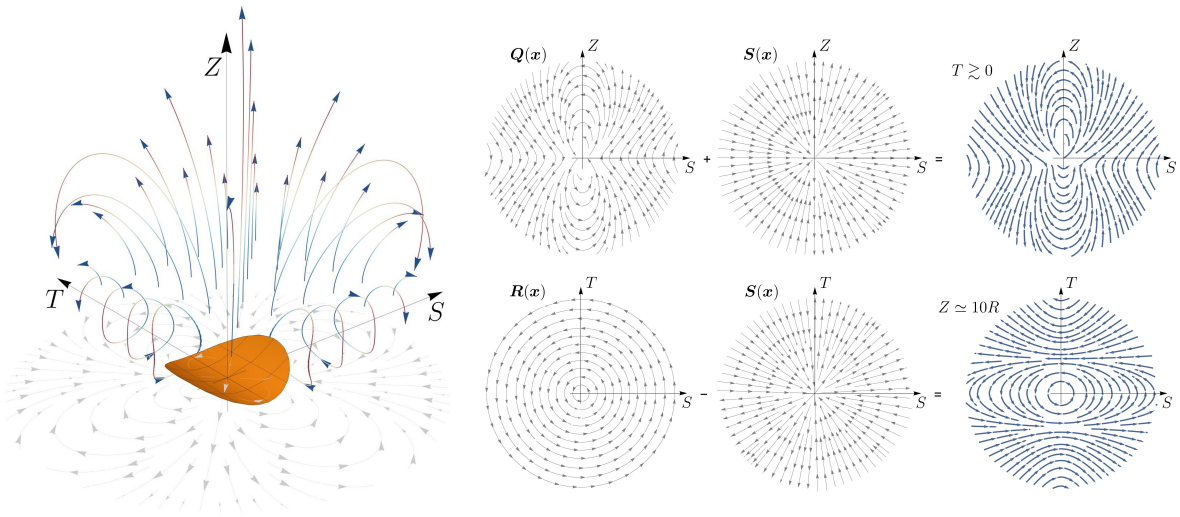 Z
T
S
Q(x)
Z
S
+
S(x)
Z
S
=
T ≳ 0
Z
S
R(x)
T
S
−
S(x)
T
S
=
Z ≃ 10R
T
S